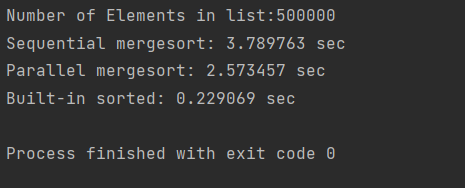 Number of Elements in list:500000
Sequential mergesort: 3.789763 sec
Parallel mergesort: 2.573457 sec
Built-in sorted: 0.229069 sec
Process finished with exit code 0